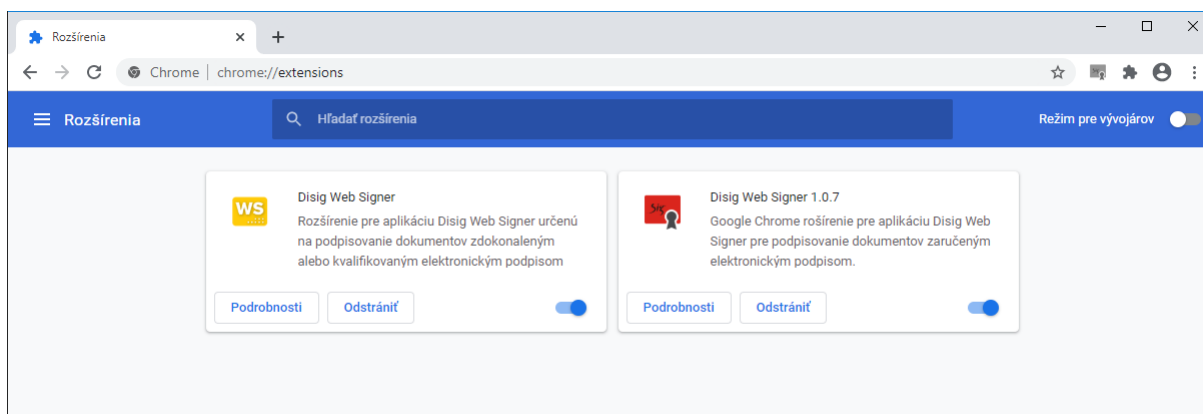 Rozšírenia
Chrome | chrome://extensions
Rozšírenia
Hľadať rozšírenia
Režim pre vývojárov
WS
Disig Web Signer
Rozšírenie pre aplikáciu Disig Web Signer určenú
na podpisovanie dokumentov zdokonaleným
alebo kvalifikovaným elektronickým podpisom
Podrobnosti
Odstrániť
Disig Web Signer 1.0.7
Google Chrome rošírenie pre aplikáciu Disig Web
Signer pre podpisovanie dokumentov zaručeným
elektronickým podpisom.
Podrobnosti
Odstrániť